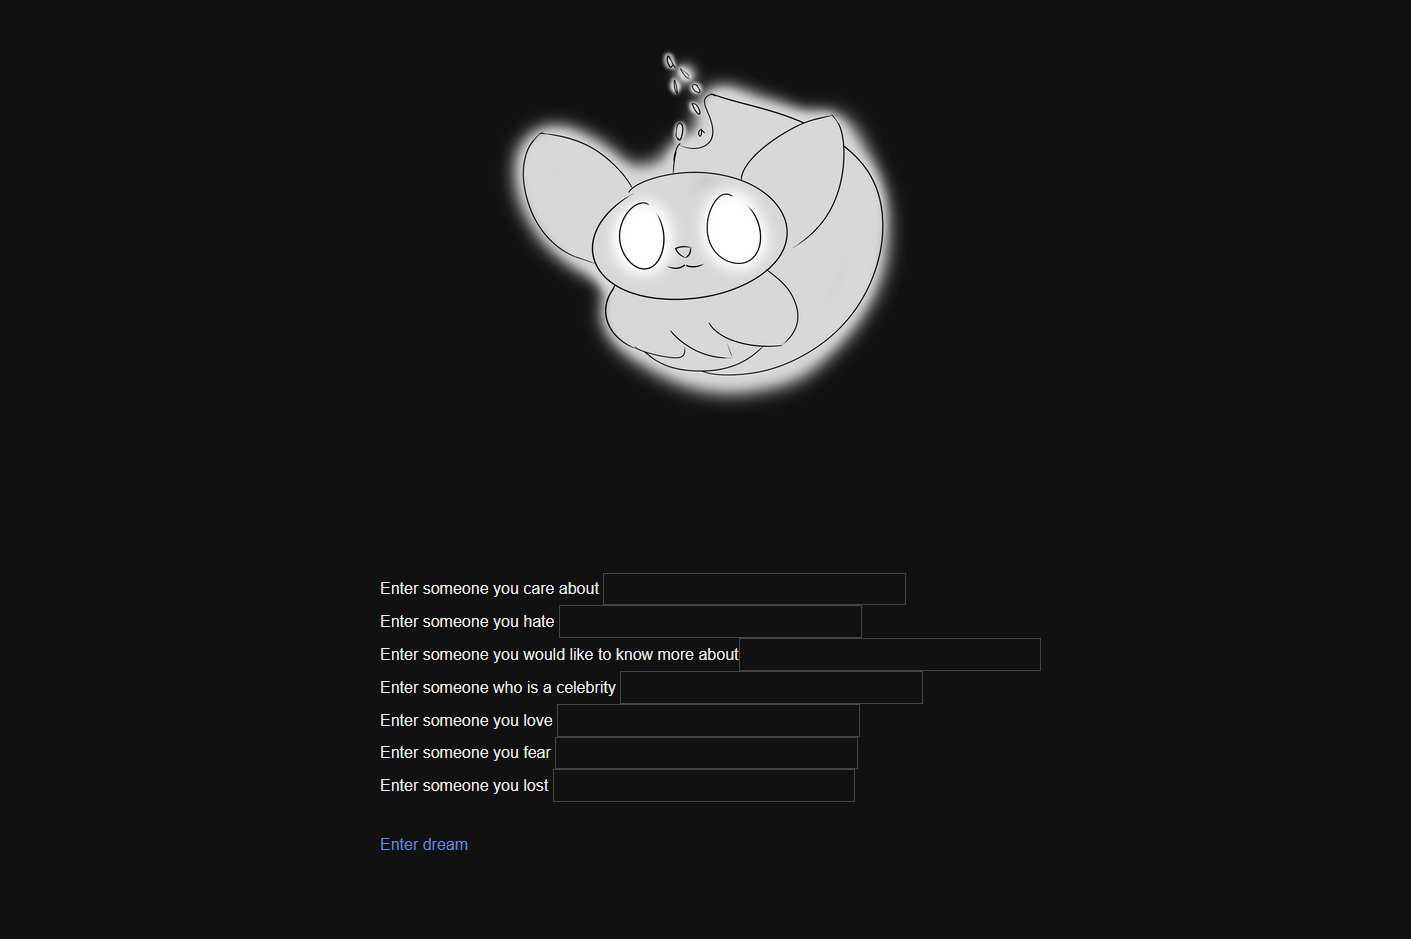 Enter someone you care about
Enter someone you hate
Enter someone you would like to know more about
Enter someone who is a celebrity
Enter someone you love
Enter someone you fear
Enter someone you lost
Enter dream